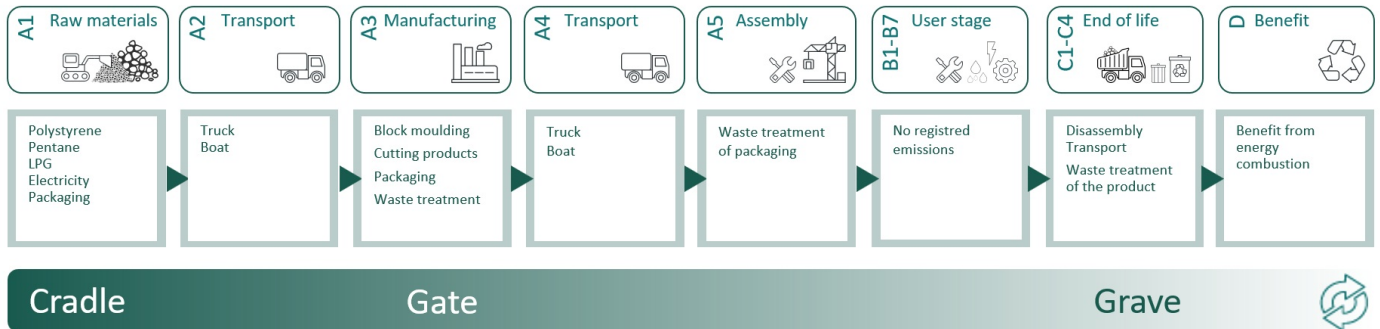 A1 Raw materials
A2 Transport
A3 Manufacturing
A4 Transport
A5 Assembly
B1-B7 User stage
C1-C4 End of life
D Benefit
Polystyrene
Pentane
LPG
Electricity
Packaging
Truck
Boat
Block moulding
Cutting products
Packaging
Waste treatment
Truck
Boat
Waste treatment
of packaging
No registred
emissions
Disassembly
Transport
Waste treatment
of the product
Benefit from
energy
combustion
Cradle
Gate
Grave